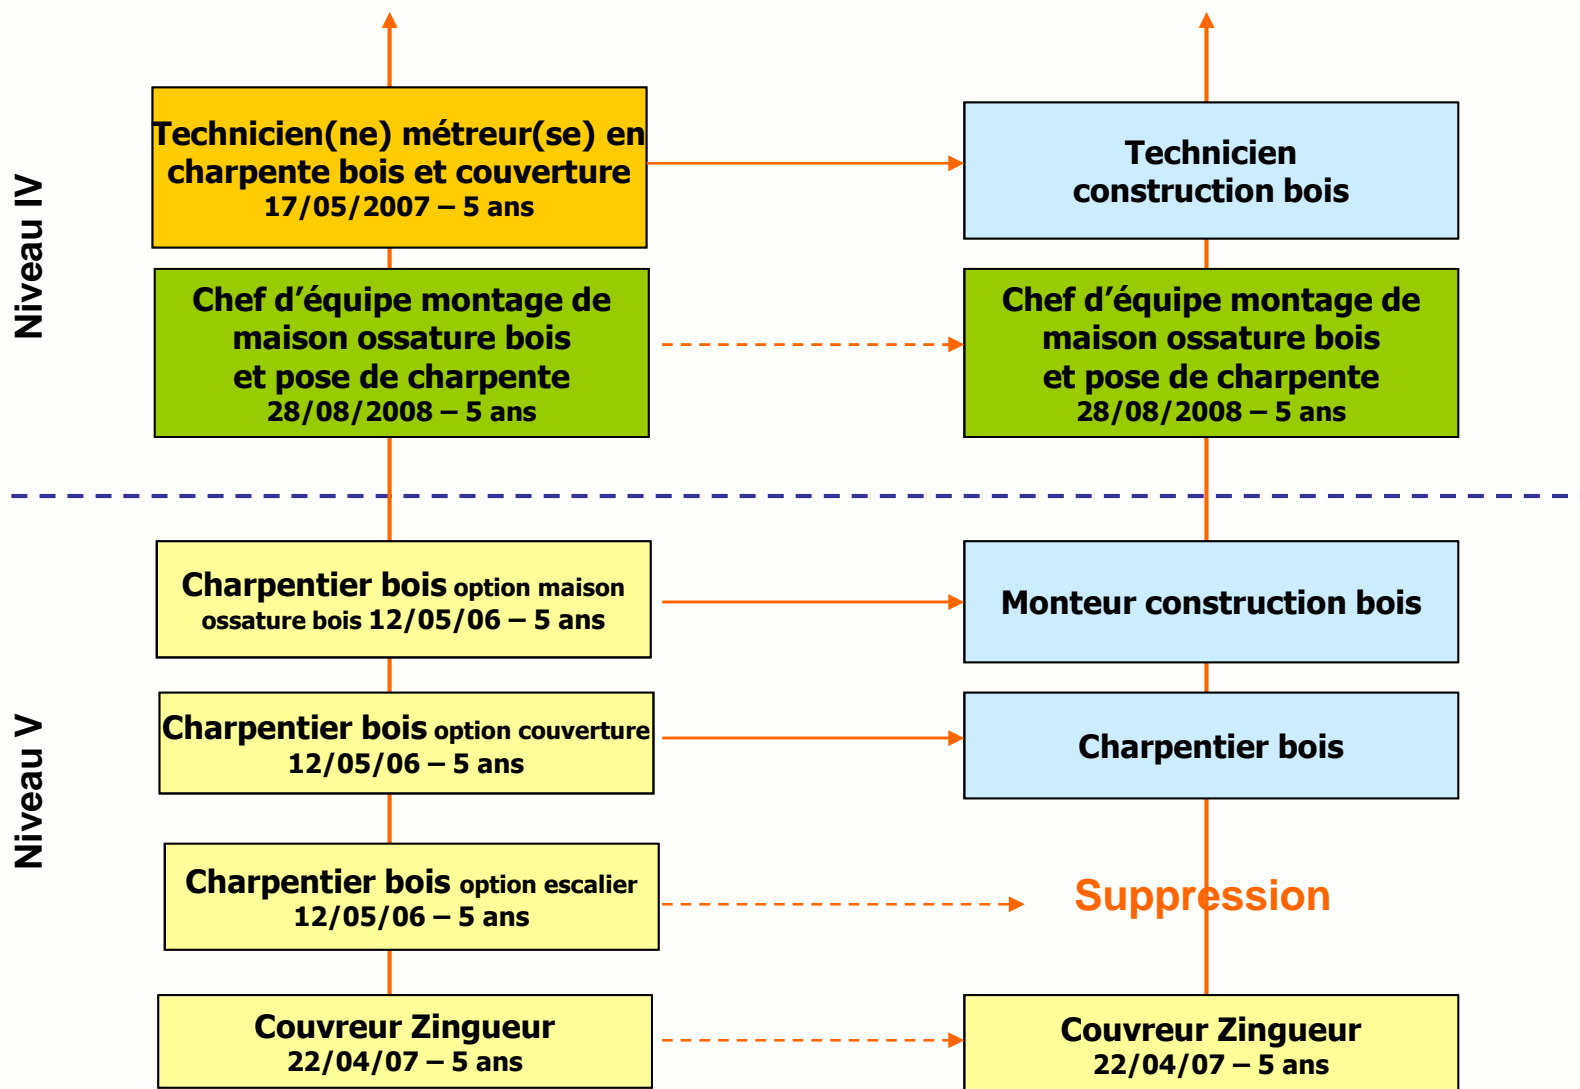 Niveau IV
Technicien(ne) métreur(se) en
charpente bois et couverture
17/05/2007 – 5 ans
Technicien
construction bois
Chef d’équipe montage de
maison ossature bois
et pose de charpente
28/08/2008 – 5 ans
Chef d’équipe montage de
maison ossature bois
et pose de charpente
28/08/2008 – 5 ans
Niveau V
Charpentier bois option maison
ossature bois 12/05/06 – 5 ans
Monteur construction bois
Charpentier bois option couverture
12/05/06 – 5 ans
Charpentier bois
Charpentier bois option escalier
12/05/06 – 5 ans
Suppression
Couvreur Zingueur
22/04/07 – 5 ans
Couvreur Zingueur
22/04/07 – 5 ans